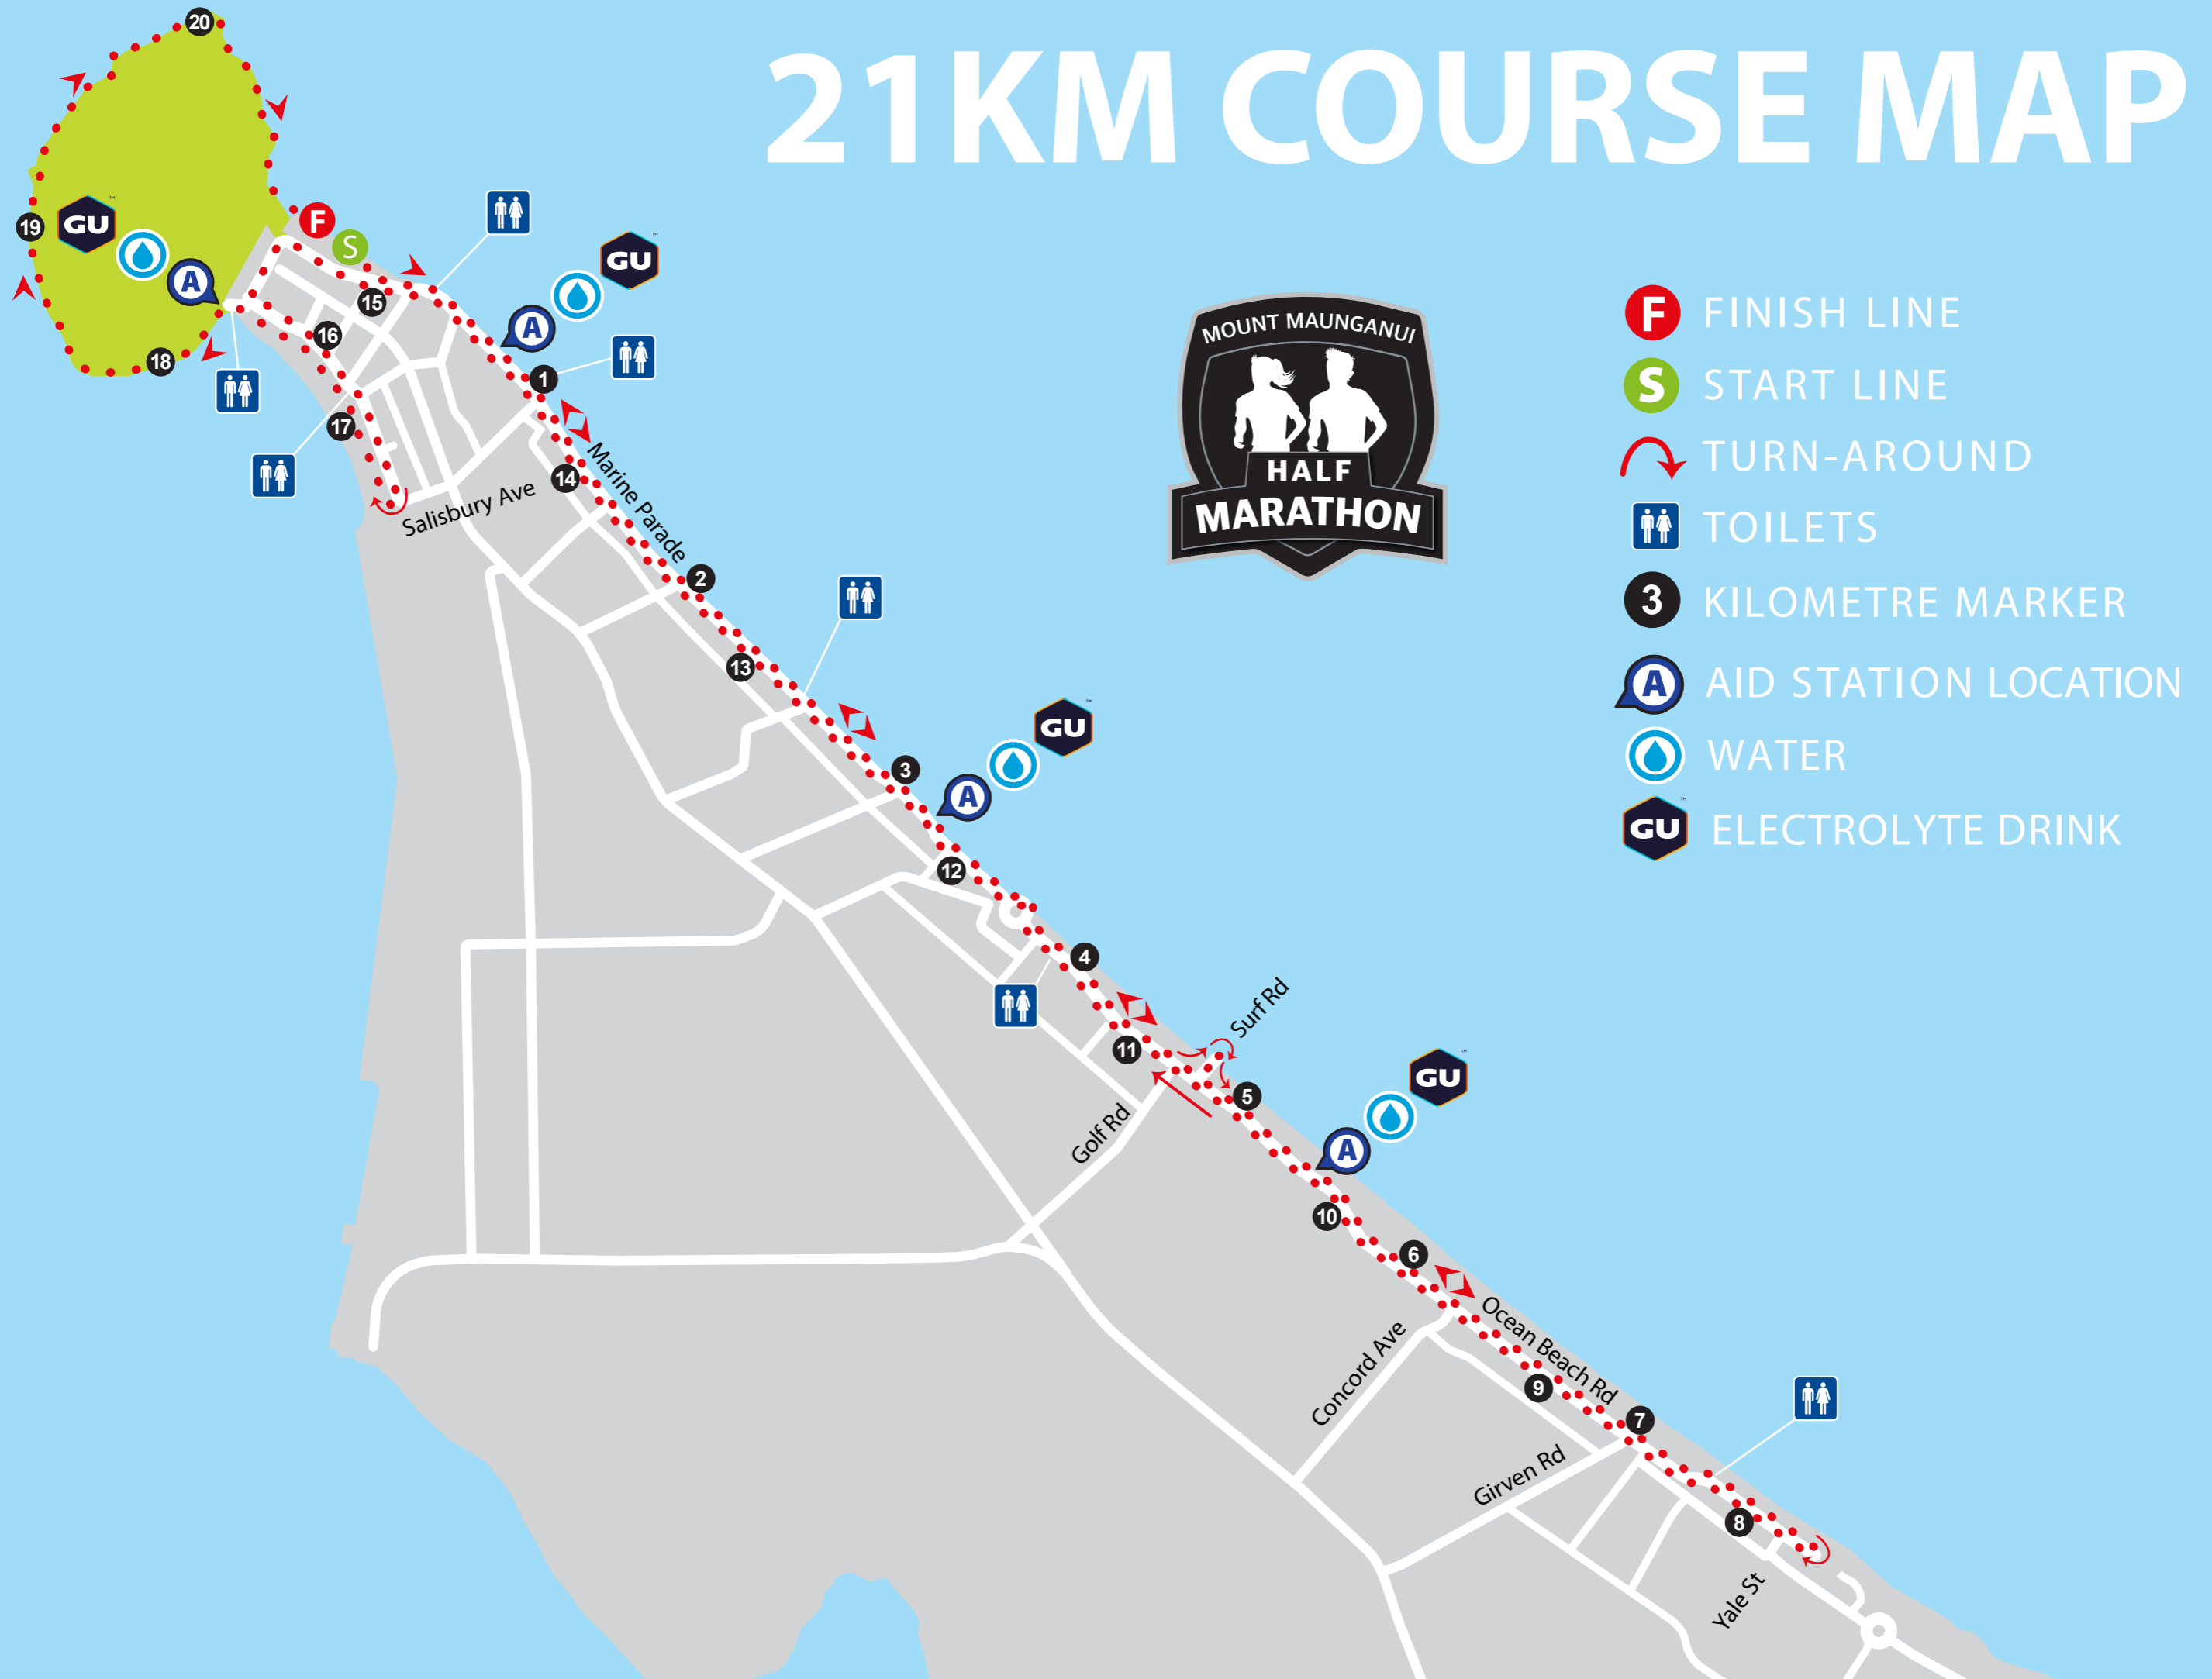 21KM COURSE MAP
20
19
GU
A
18
F
S
15
16
17
GU
A
1
14
Marine Parade
Salisbury Ave
2
13
GU
3
A
12
4
11
Surf Rd
5
GU
A
Golf Rd
10
6
Ocean Beach Rd
Concord Ave
9
7
Girven Rd
8
Yale St
MOUNT MAUNGANUI
HALF
MARATHON
F FINISH LINE
S START LINE
TURN-AROUND
TOILETS
3 KILOMETRE MARKER
A AID STATION LOCATION
WATER
GU™ ELECTROLYTE DRINK